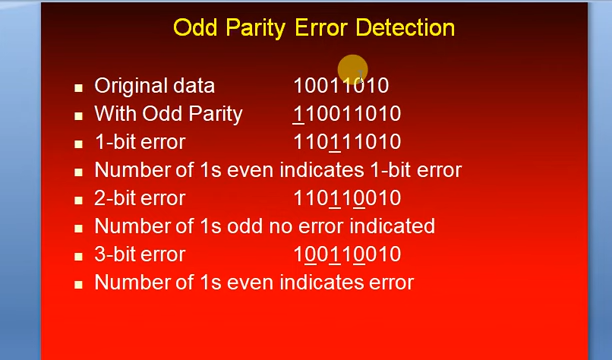 Odd Parity Error Detection
Original data 10011010
With Odd Parity 110011010
1-bit error 110111010
Number of 1s even indicates 1-bit error
2-bit error 110110010
Number of 1s odd no error indicated
3-bit error 100110010
Number of 1s even indicates error